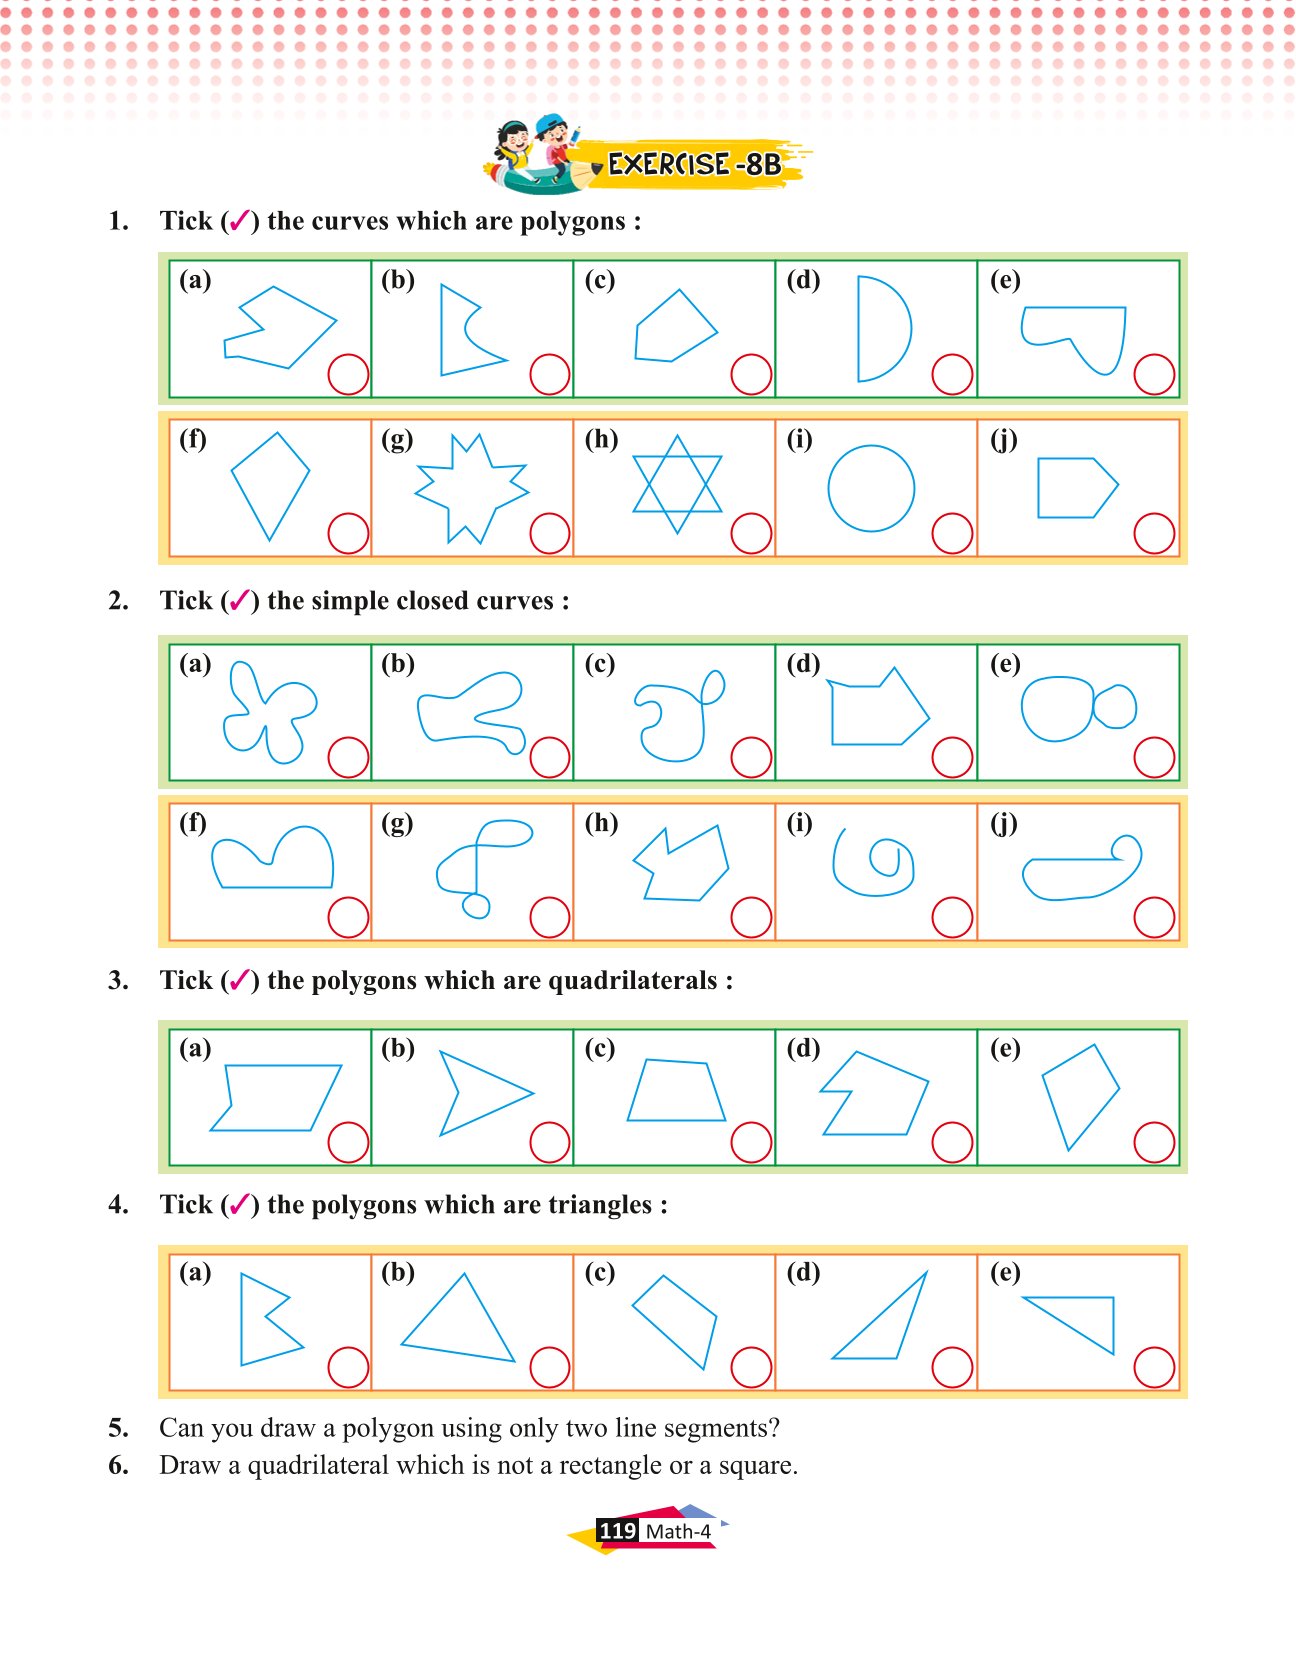 EXERCISE -8B
1. Tick (✓) the curves which are polygons :
(a) (b) (c) (d) (e)
(f) (g) (h) (i) (j)
2. Tick (✓) the simple closed curves :
(a) (b) (c) (d) (e)
(f) (g) (h) (i) (j)
3. Tick (✓) the polygons which are quadrilaterals :
(a) (b) (c) (d) (e)
4. Tick (✓) the polygons which are triangles :
(a) (b) (c) (d) (e)
5. Can you draw a polygon using only two line segments?
6. Draw a quadrilateral which is not a rectangle or a square.
119 Math-4